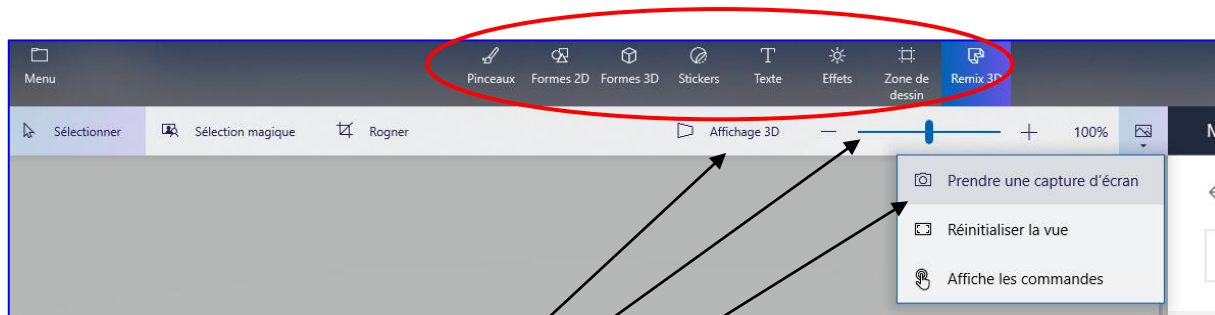 Menu
Pinceaux
Formes 2D
Formes 3D
Stickers
Texte
Effets
Zone de
dessin
Remix 3D
Sélectionner
Sélection magique
Rogner
Affichage 3D
100%
Prendre une capture d'écran
Réinitialiser la vue
Affiche les commandes